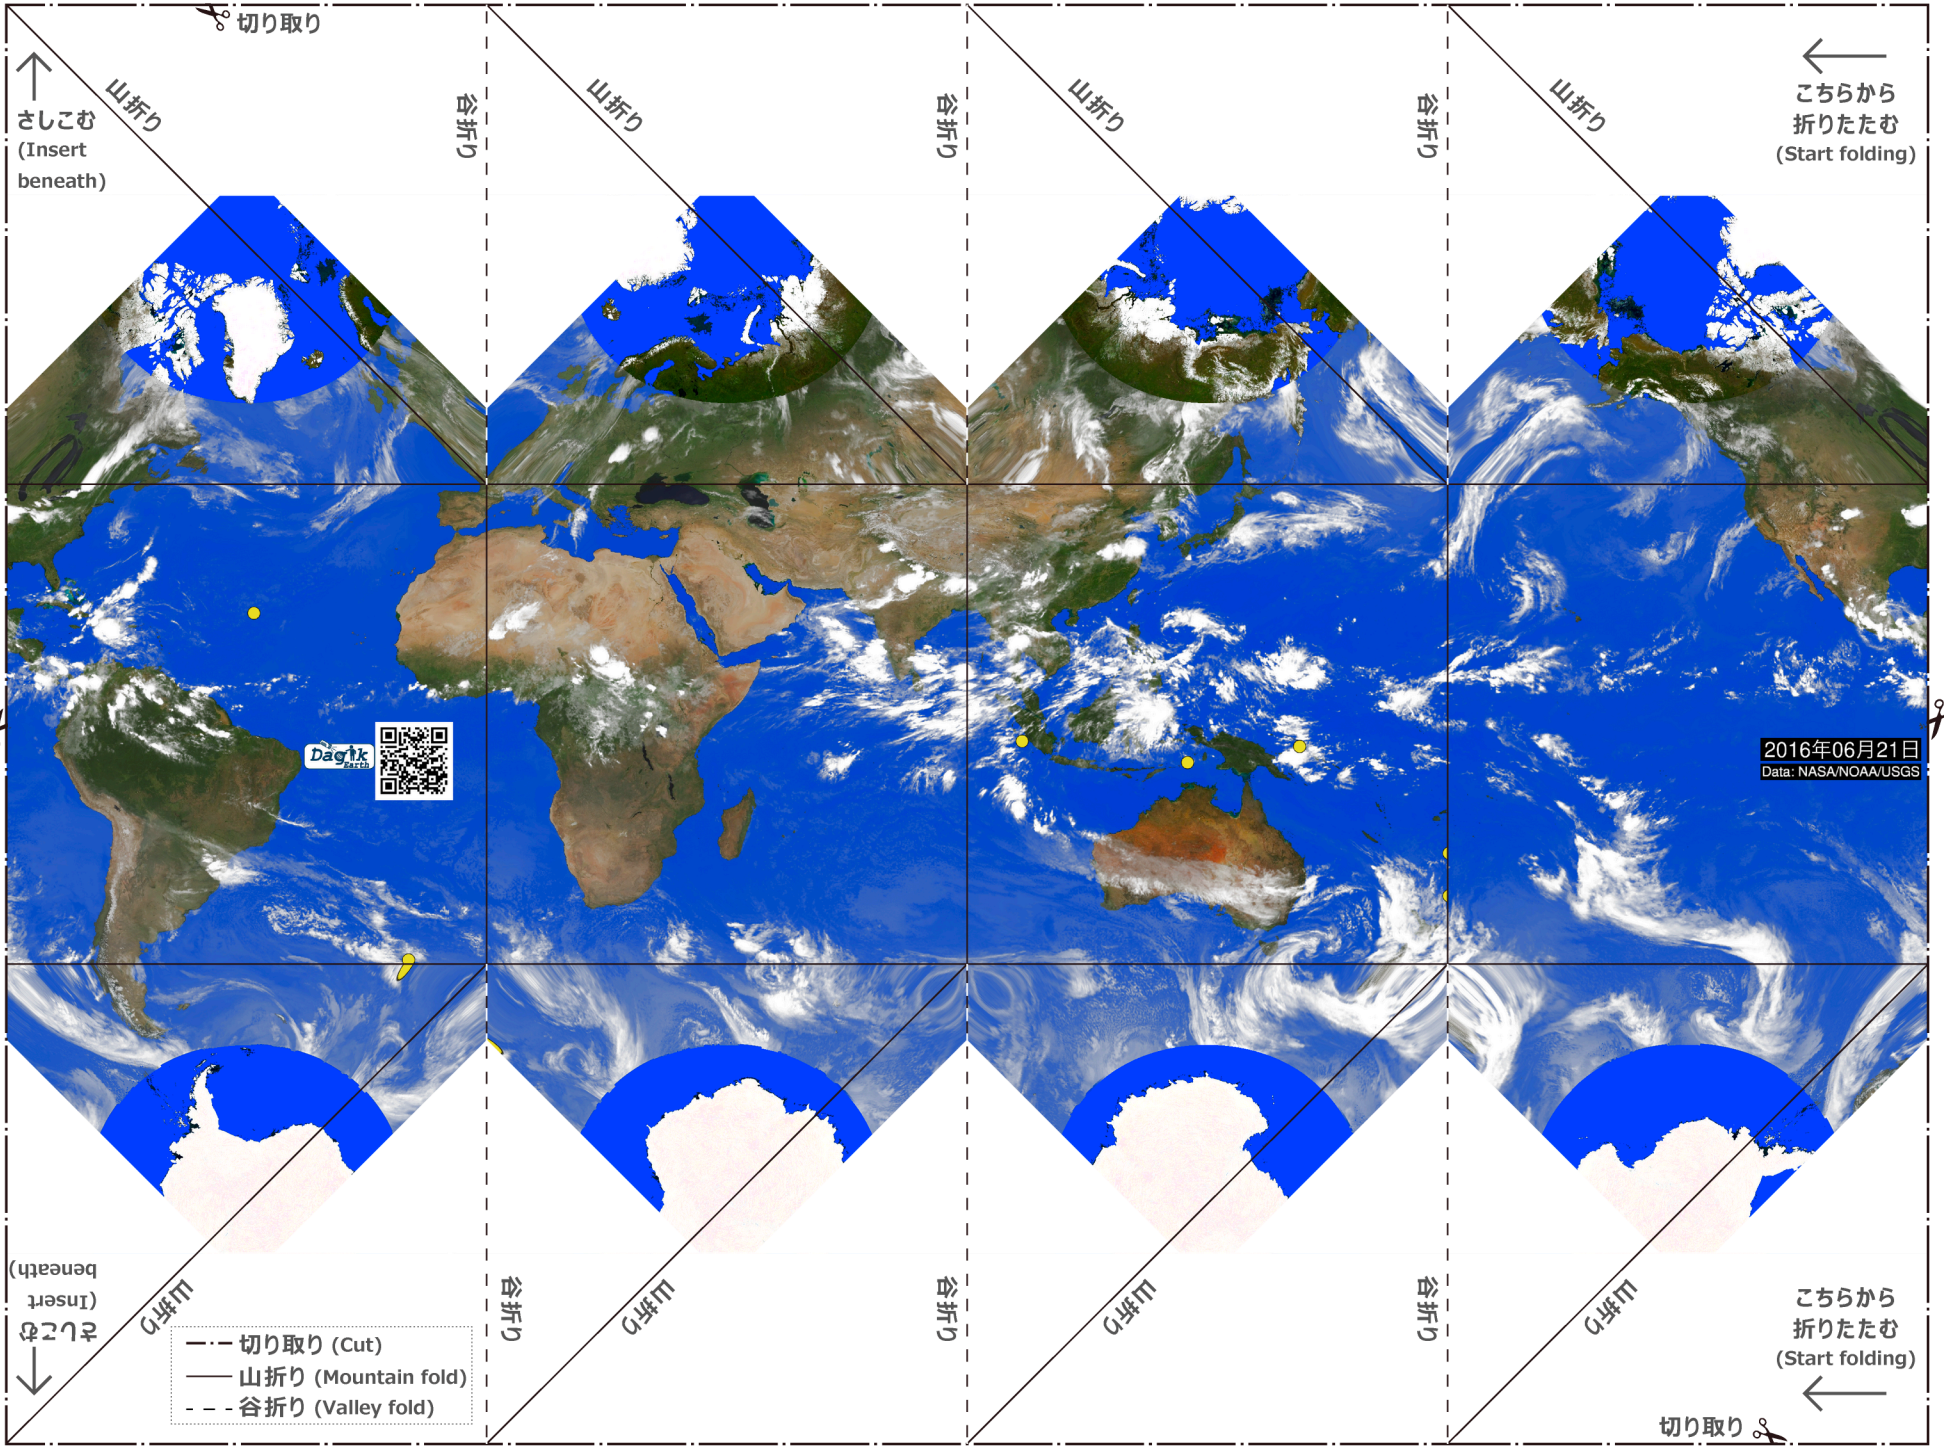 切り取り
さしこむ
(Insert
beneath)
山折り
谷折り
山折り
谷折り
山折り
谷折り
山折り
こちらから
折りたたむ
(Start folding)
Dagik
Earth
2016年06月21日
Data: NASA/NOAA/USGS
さしこむ
(Insert
beneath)
山折り
谷折り
山折り
谷折り
山折り
谷折り
山折り
こちらから
折りたたむ
(Start folding)
切り取り (Cut)
山折り (Mountain fold)
谷折り (Valley fold)
切り取り